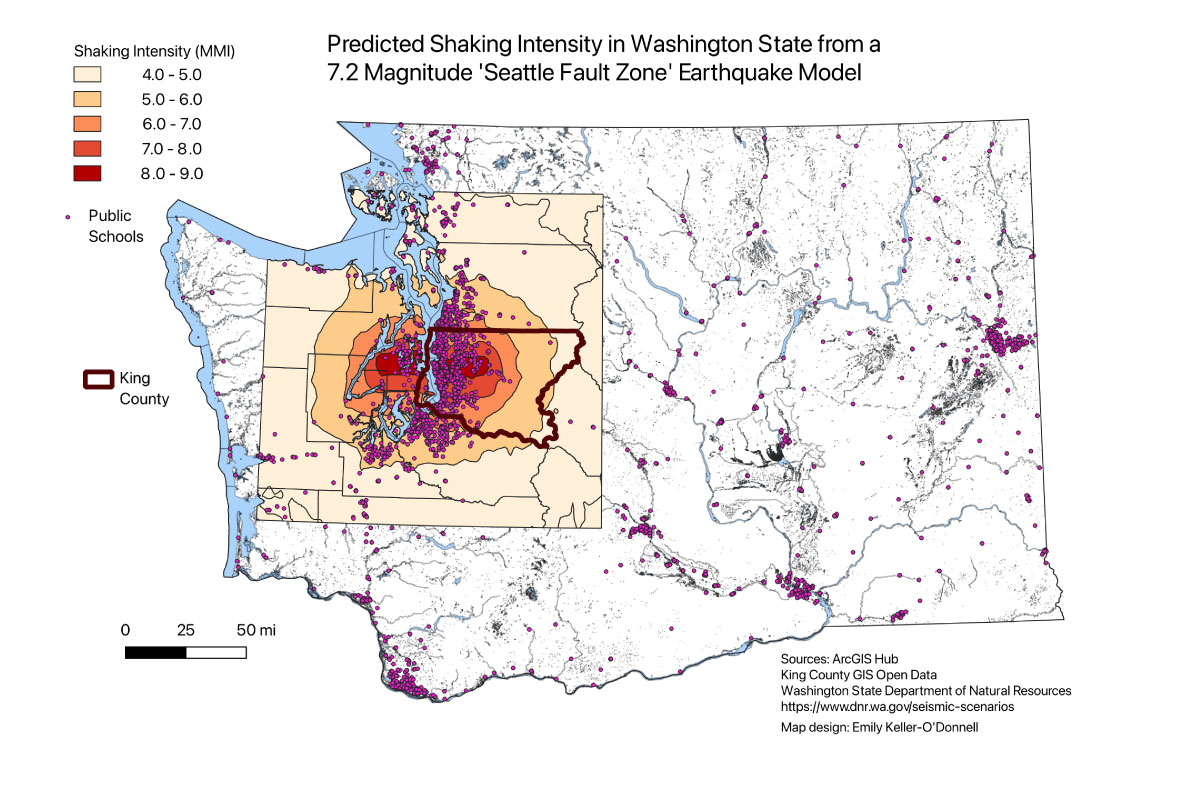 Predicted Shaking Intensity in Washington State from a
7.2 Magnitude 'Seattle Fault Zone' Earthquake Model
Shaking Intensity (MMI)
4.0 - 5.0
5.0 - 6.0
6.0 - 7.0
7.0 - 8.0
8.0 - 9.0
Public
Schools
King
County
0 25 50 mi
Sources: ArcGIS Hub
King County GIS Open Data
Washington State Department of Natural Resources
https://www.dnr.wa.gov/seismic-scenarios
Map design: Emily Keller-O'Donnell